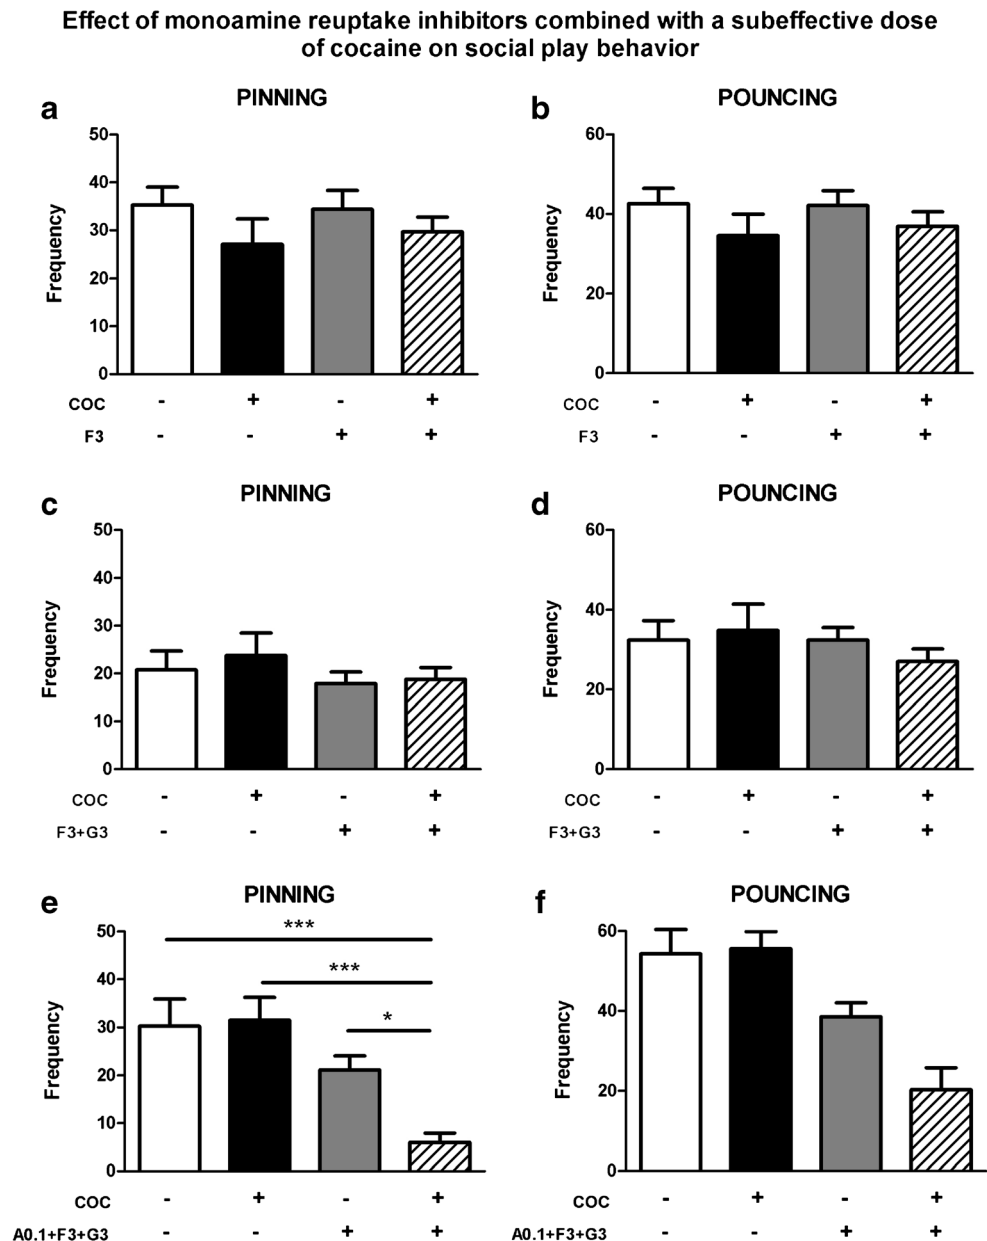 Effect of monoamine reuptake inhibitors combined with a subeffective dose
of cocaine on social play behavior
a
PINNING
Frequency
50
40
30
20
10
0
COC - + - +
F3 - - + +
b
POUCING
Frequency
60
40
20
0
COC - + - +
F3 - - + +
c
PINNING
Frequency
50
40
30
20
10
0
COC - + - +
F3+G3 - - + +
d
POUNCING
Frequency
60
40
20
0
COC - + - +
F3+G3 - - + +
e
PINNING
Frequency
50
40
30
20
10
0
***
***
*
COC - + - +
A0.1+F3+G3 - - + +
f
POUNCING
Frequency
60
40
20
0
COC - + - +
A0.1+F3+G3 - - + +